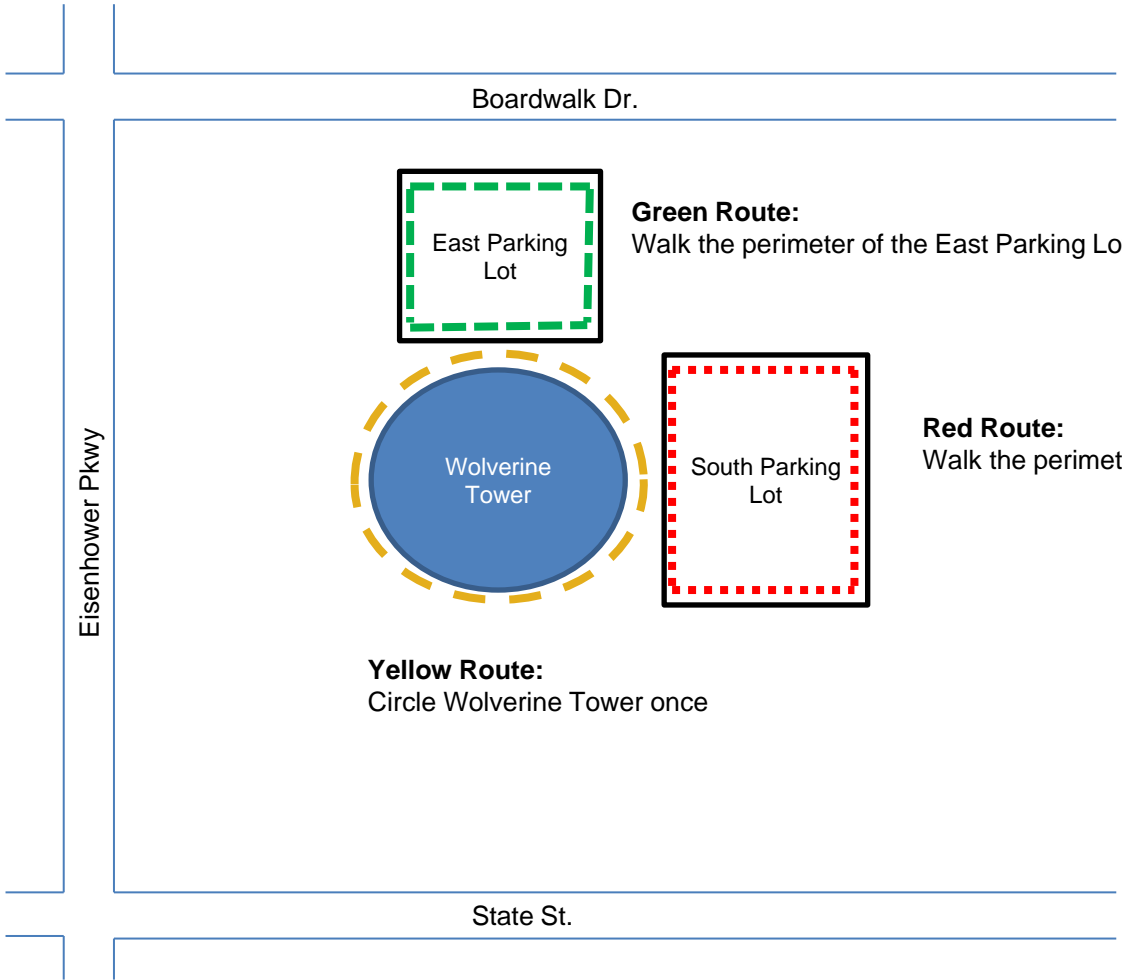 Boardwalk Dr.
East Parking
Lot
Green Route:
Walk the perimeter of the East Parking Lo
Wolverine
Tower
South Parking
Lot
Red Route:
Walk the perimet
Eisenhower Pkwy
Yellow Route:
Circle Wolverine Tower once
State St.